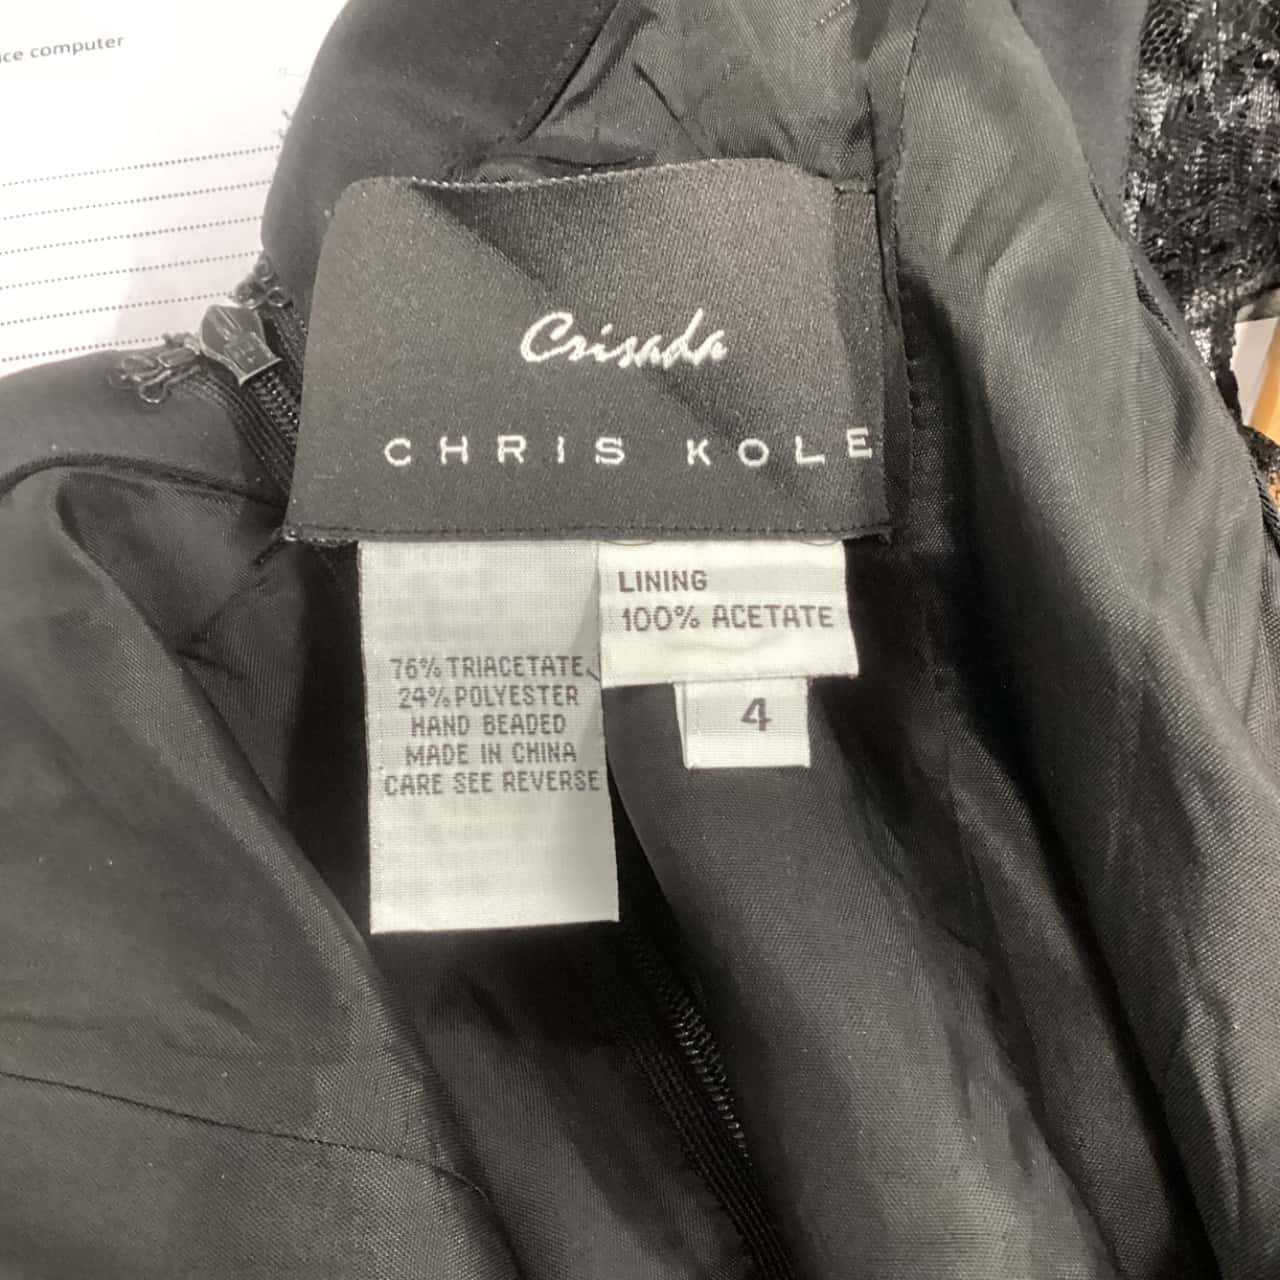 ice computer
Crisada
CHRIS KOLE
LINING
100% ACETATE
76% TRIACETATE
24% POLYESTER
HAND BEADED
MADE IN CHINA
CARE SEE REVERSE
4